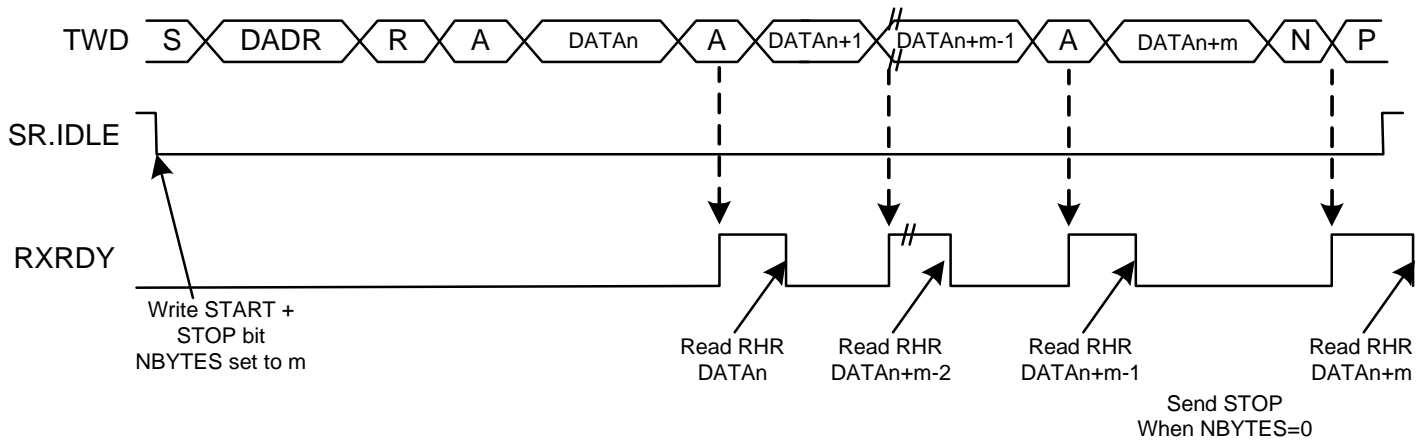 TWD S DADR R A DATAn A DATAn+1 DATAn+m-1 A DATAn+m N P
SR.IDLE
RXRDY
Write START +
STOP bit
NBYTES set to m
Read RHR
DATAn
Read RHR
DATAn+m-2
Read RHR
DATAn+m-1
Read RHR
DATAn+m
Send STOP
When NBYTES=0